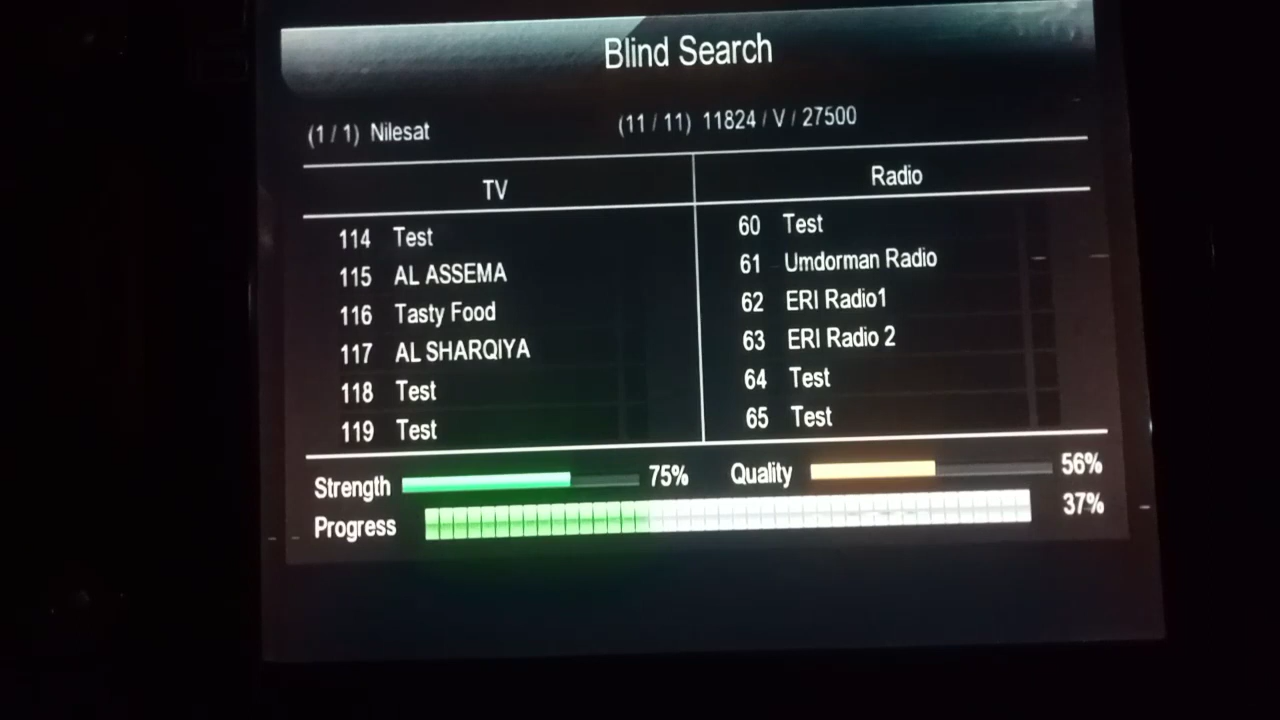 Blind Search
(1 / 1) Nilesat (11 / 11) 11824 / V / 27500
TV Radio
114 Test 60 Test
115 AL ASSEMA 61 Umdorman Radio
116 Tasty Food 62 ERI Radio1
117 AL SHARQIYA 63 ERI Radio 2
118 Test 64 Test
119 Test 65 Test
Strength 75% Quality 56%
Progress 37%